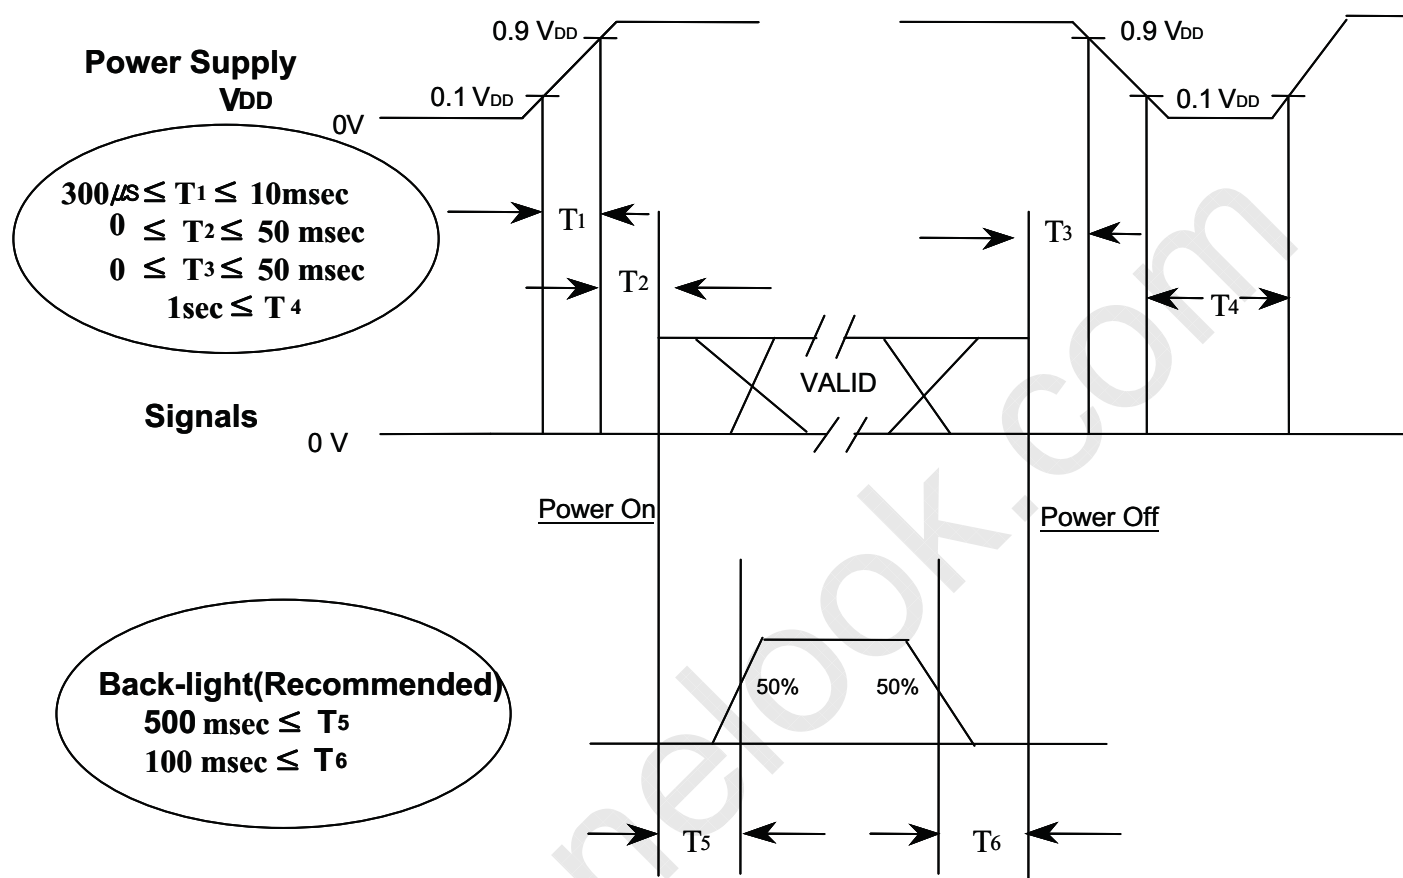 0.9 VDD
0.9 VDD
Power Supply
VDD
0.1 VDD
0.1 VDD
0V
300μs ≤ T1 ≤ 10msec
0 ≤ T2 ≤ 50 msec
0 ≤ T3 ≤ 50 msec
1sec ≤ T4
T1
T3
T2
T4
VALID
Signals
0 V
Power On
Power Off
Back-light(Recommended)
500 msec ≤ T5
100 msec ≤ T6
50%
50%
T5
T6
nelook.com